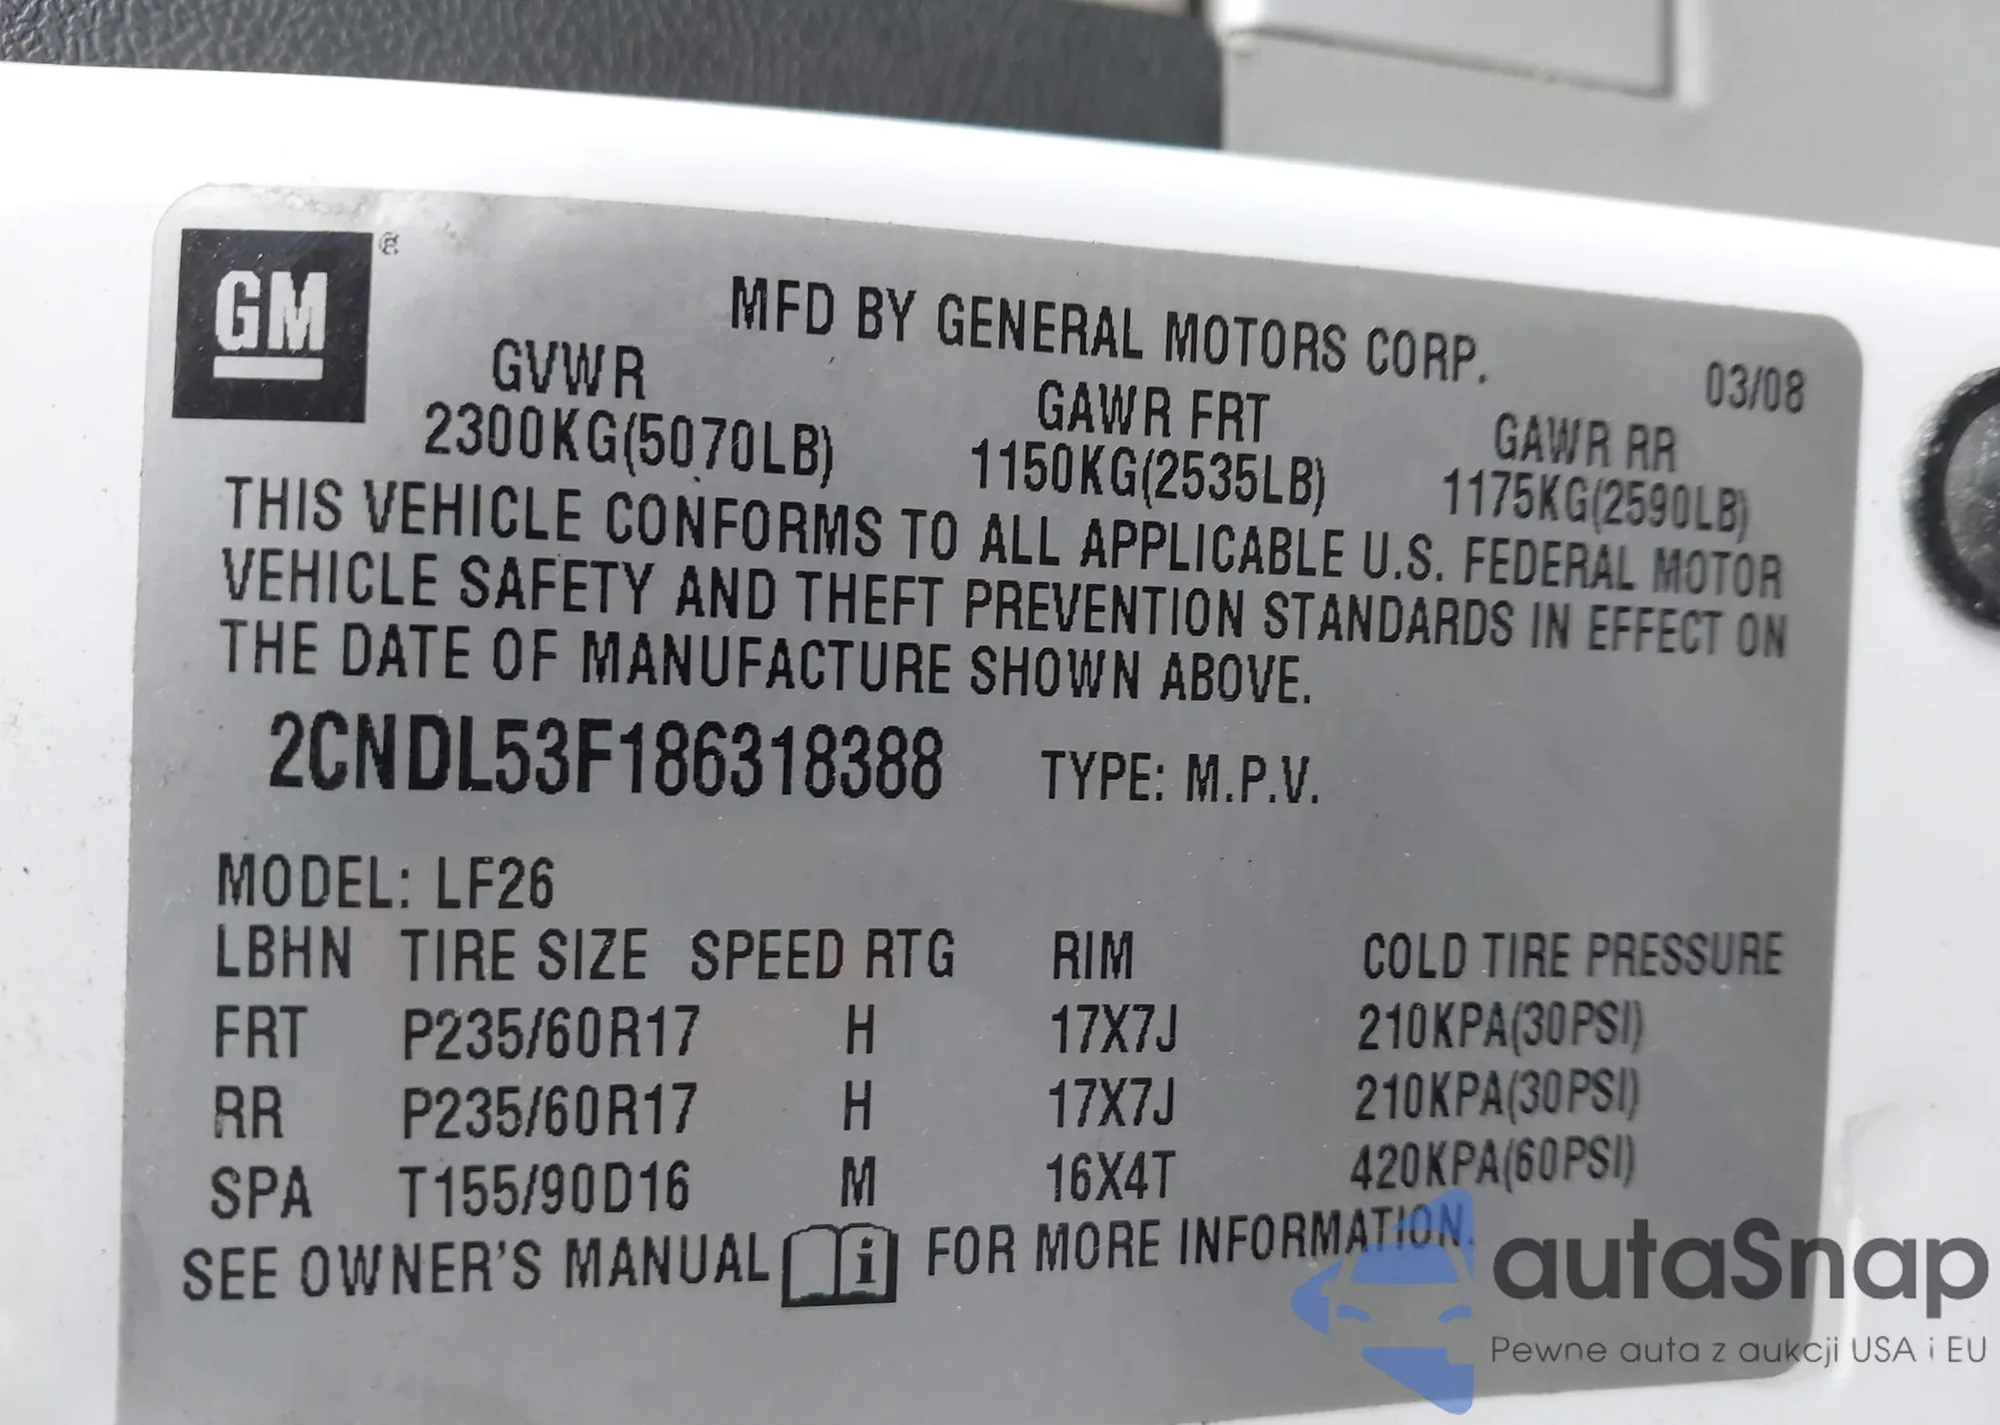 GM ®
MFD BY GENERAL MOTORS CORP.
03/08
GVWR
2300KG(5070LB)
GAWR FRT
1150KG(2535LB)
GAWR RR
1175KG(2590LB)
THIS VEHICLE CONFORMS TO ALL APPLICABLE U.S. FEDERAL MOTOR
VEHICLE SAFETY AND THEFT PREVENTION STANDARDS IN EFFECT ON
THE DATE OF MANUFACTURE SHOWN ABOVE.
2CNDL53F186318388 TYPE: M.P.V.
MODEL: LF26
LBHN TIRE SIZE SPEED RTG RIM COLD TIRE PRESSURE
FRT P235/60R17 H 17X7J 210KPA(30PSI)
RR P235/60R17 H 17X7J 210KPA(30PSI)
SPA T155/90D16 M 16X4T 420KPA(60PSI)
SEE OWNER'S MANUAL i FOR MORE INFORMATION.
autaSnap
Pewne auta z aukcji USA i EU